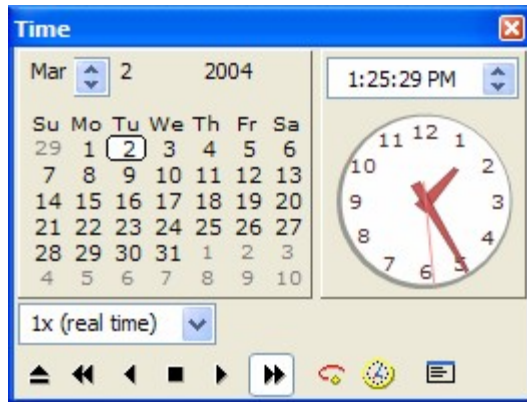 Time
Mar 2 2004
Su Mo Tu We Th Fr Sa
29 1 2 3 4 5 6
7 8 9 10 11 12 13
14 15 16 17 18 19 20
21 22 23 24 25 26 27
28 29 30 31 1 2 3
4 5 6 7 8 9 10
1:25:29 PM
12
11 1
10 2
9 3
8 4
7 6 5
1x (real time)